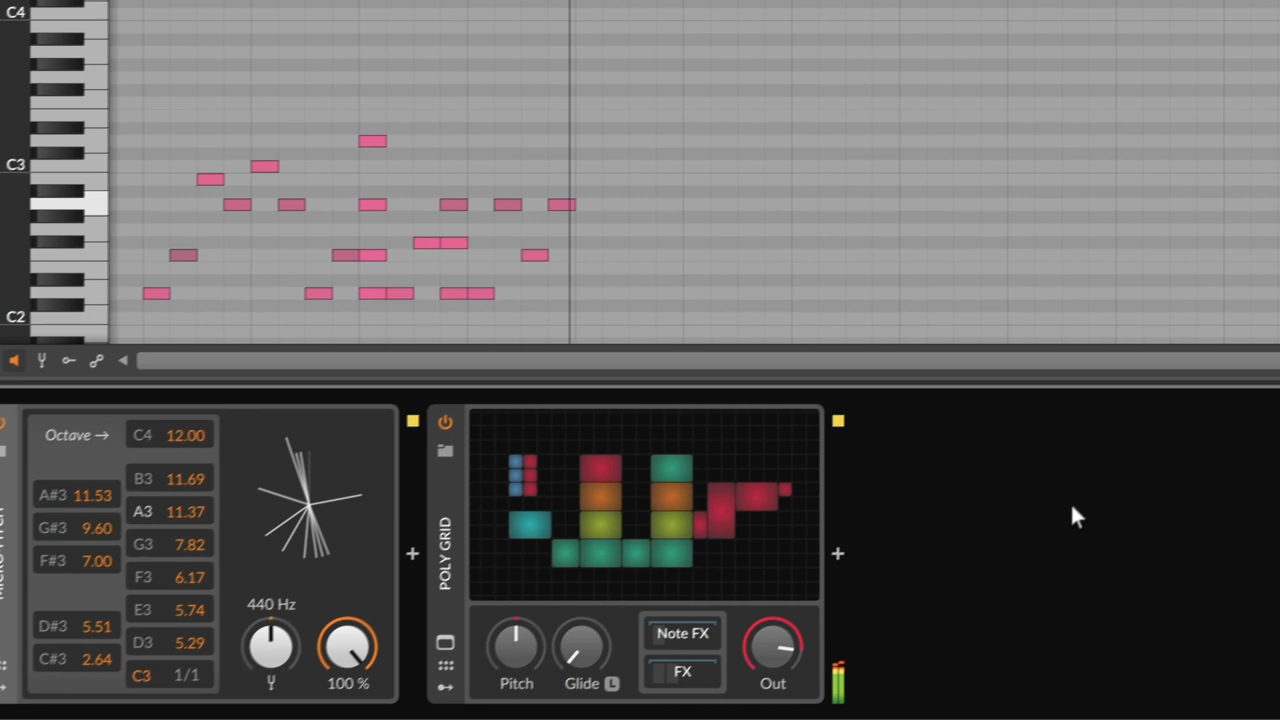 C4
C3
C2
Octave → C4 12.00
B3 11.69
A#3 11.53
A3 11.37
G#3 9.60
G3 7.82
F#3 7.00
F3 6.17
E3 5.74
D#3 5.51
D3 5.29
C#3 2.64
C3 1/1
440 Hz
100 %
POLY GRID
Pitch
Glide L
Note FX
FX
Out